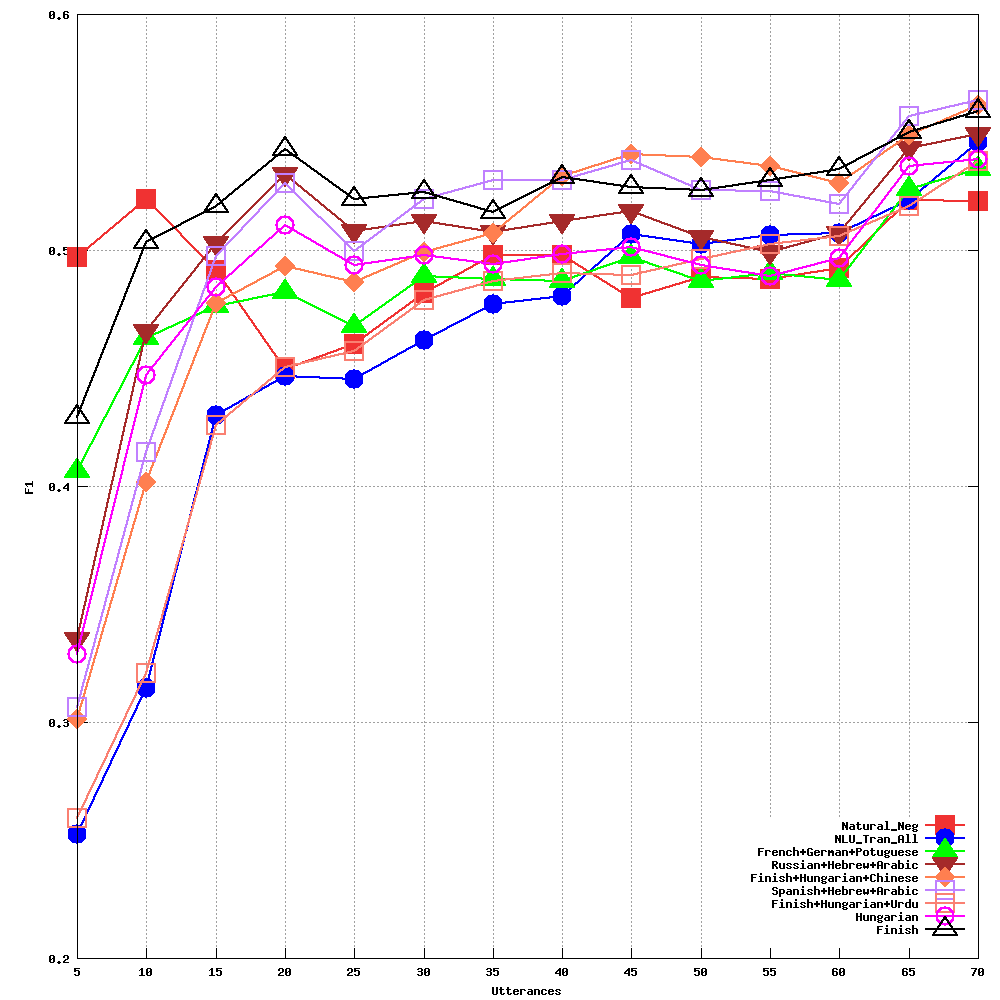 0.6
0.5
0.4
0.3
0.2
F1
Natural_Neg
NLU_Tran_All
French+German+Potuguese
Russian+Hebrew+Arabic
Finish+Hungarian+Chinese
Spanish+Hebrew+Arabic
Finish+Hungarian+Urdu
Hungarian
Finish
5 10 15 20 25 30 35 40 45 50 55 60 65 70
Utterances